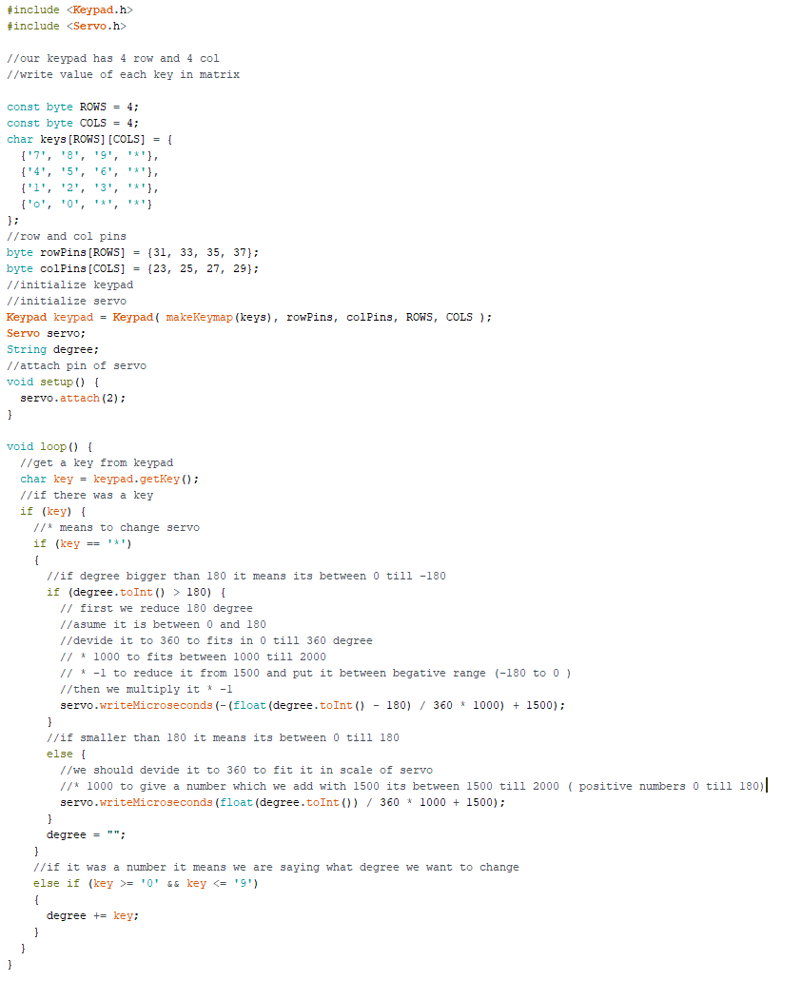 #include <Keypad.h>
#include <Servo.h>

//our keypad has 4 row and 4 col
//write value of each key in matrix

const byte ROWS = 4;
const byte COLS = 4;
char keys[ROWS][COLS] = {
  {'7', '8', '9', '*'},
  {'4', '5', '6', '*'},
  {'1', '2', '3', '*'},
  {'o', '0', '*', '*'}
};
//row and col pins
byte rowPins[ROWS] = {31, 33, 35, 37};
byte colPins[COLS] = {23, 25, 27, 29};
//initialize keypad
//initialize servo
Keypad keypad = Keypad( makeKeymap(keys), rowPins, colPins, ROWS, COLS );
Servo servo;
String degree;
//attach pin of servo
void setup() {
  servo.attach(2);
}

void loop() {
  //get a key from keypad
  char key = keypad.getKey();
  //if there was a key
  if (key) {
    //* means to change servo
    if (key == '*')
    {
      //if degree bigger than 180 it means its between 0 till -180
      if (degree.toInt() > 180) {
        // first we reduce 180 degree
        //asume it is between 0 and 180
        //devide it to 360 to fits in 0 till 360 degree
        // * 1000 to fits between 1000 till 2000
        // * -1 to reduce it from 1500 and put it between begative range (-180 to 0 )
        //then we multiply it * -1
        servo.writeMicroseconds(-(float(degree.toInt() - 180) / 360 * 1000) + 1500);
      }
      //if smaller than 180 it means its between 0 till 180
      else {
        //we should devide it to 360 to fit it in scale of servo
        //* 1000 to give a number which we add with 1500 its between 1500 till 2000 ( positive numbers 0 till 180)
        servo.writeMicroseconds(float(degree.toInt()) / 360 * 1000 + 1500);
      }
      degree = "";
    }
    //if it was a number it means we are saying what degree we want to change
    else if (key >= '0' && key <= '9')
    {
      degree += key;
    }
  }
}